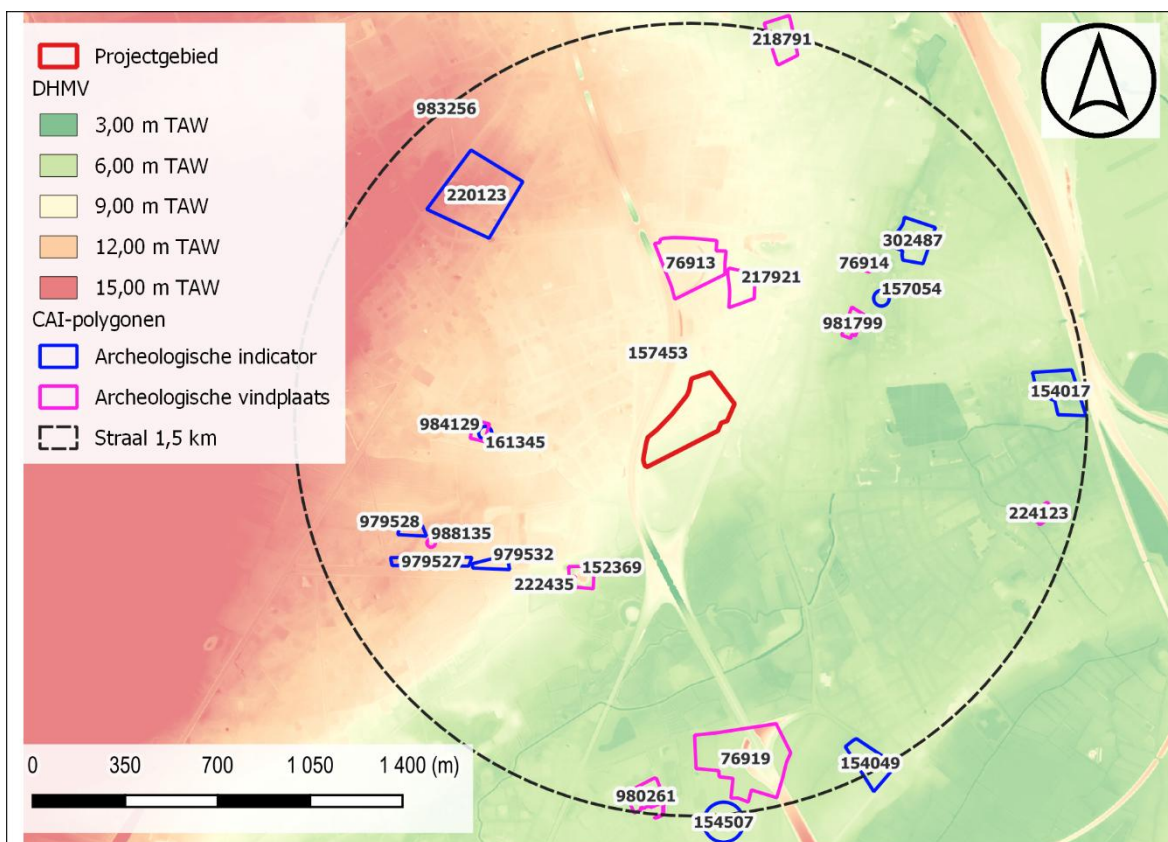 Projectgebied
DHMV
3,00 m TAW
6,00 m TAW
9,00 m TAW
12,00 m TAW
15,00 m TAW
CAI-polygonen
Archeologische indicator
Archeologische vindplaats
Straal 1,5 km
218791
983256
220123
302487
76913
76914
217921
157054
981799
157453
154017
984129
161345
224123
979528
988135
979532
979527
152369
222435
76919
154049
980261
154507
0 350 700 1 050 1 400 (m)